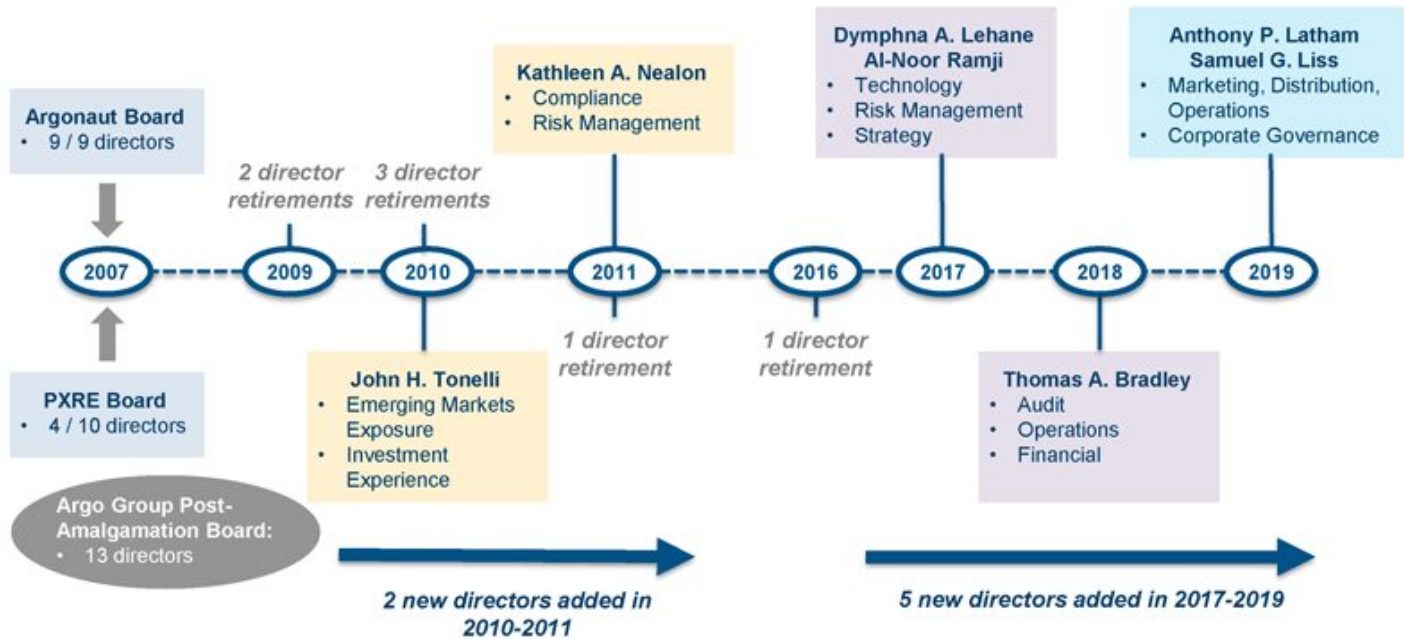 Argonaut Board
• 9 / 9 directors
PXRE Board
• 4 / 10 directors
Argo Group Post-
Amalgamation Board:
• 13 directors
2007
2 director
retirements
2009
3 director
retirements
2010
John H. Tonelli
• Emerging Markets
Exposure
• Investment
Experience
Kathleen A. Nealon
• Compliance
• Risk Management
2011
1 director
retirement
2016
1 director
retirement
Dymphna A. Lehane
Al-Noor Ramji
• Technology
• Risk Management
• Strategy
2017
2018
Thomas A. Bradley
• Audit
• Operations
• Financial
Anthony P. Latham
Samuel G. Liss
• Marketing, Distribution,
Operations
• Corporate Governance
2019
2 new directors added in
2010-2011
5 new directors added in 2017-2019